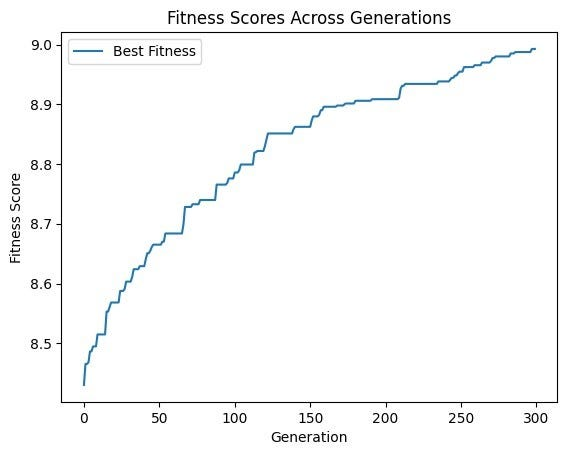 Fitness Scores Across Generations
Best Fitness
9.0
8.9
8.8
8.7
8.6
8.5
Fitness Score
0 50 100 150 200 250 300
Generation